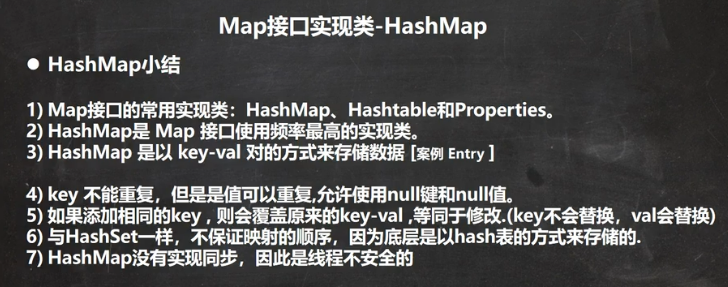 Map接口实现类-HashMap
● HashMap小结
1) Map接口的常用实现类：HashMap、Hashtable和Properties。
2) HashMap是 Map 接口使用频率最高的实现类。
3) HashMap 是以 key-val 对的方式来存储数据 [案例 Entry ]
4) key 不能重复，但是是值可以重复,允许使用null键和null值。
5) 如果添加相同的key , 则会覆盖原来的key-val ,等同于修改.(key不会替换，val会替换)
6) 与HashSet一样，不保证映射的顺序，因为底层是以hash表的方式来存储的.
7) HashMap没有实现同步，因此是线程不安全的